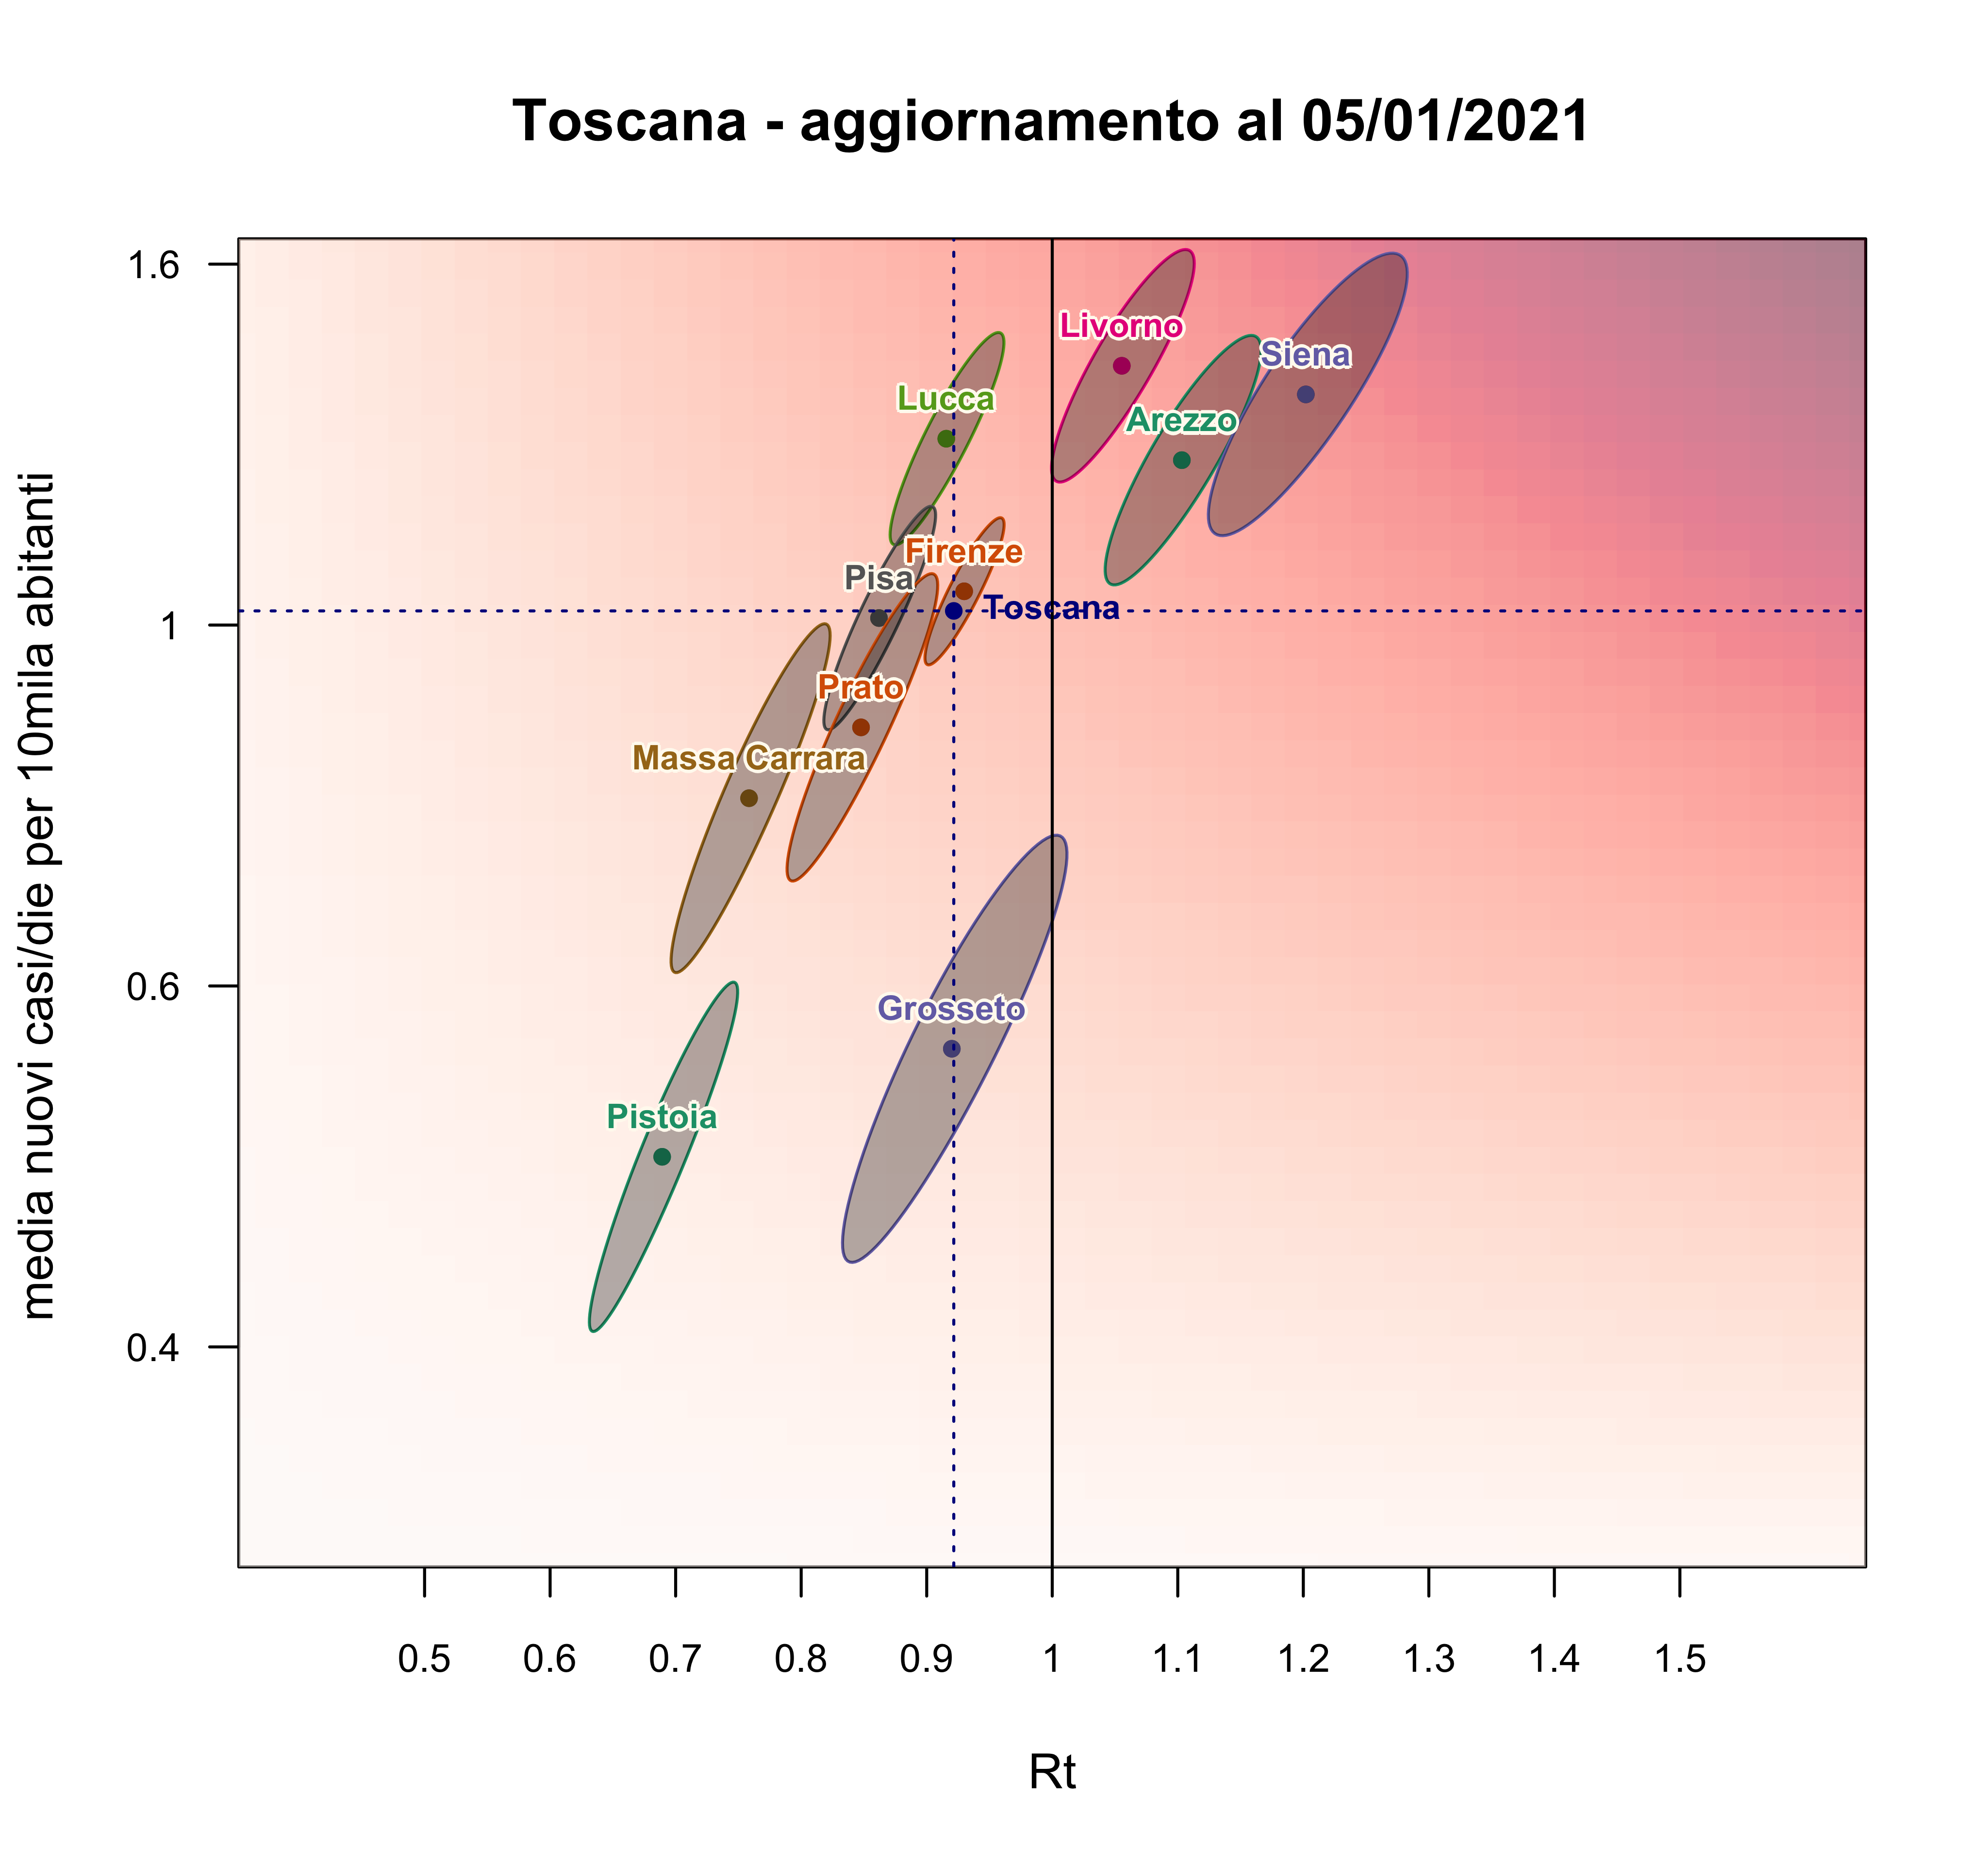 Toscana - aggiornamento al 05/01/2021
media nuovi casi/die per 10mila abitanti
1.6
1
0.6
0.4
Livorno
Siena
Lucca
Arezzo
Firenze
Pisa
Toscana
Prato
Massa Carrara
Grosseto
Pistoia
0.5 0.6 0.7 0.8 0.9 1 1.1 1.2 1.3 1.4 1.5
Rt